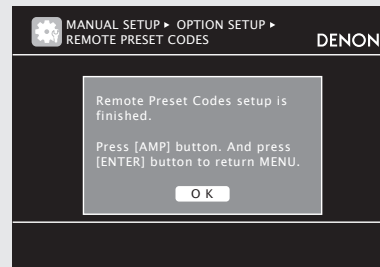 MANUAL SETUP ▸ OPTION SETUP ▸
REMOTE PRESET CODES
DENON
Remote Preset Codes setup is
finished.
Press [AMP] button. And press
[ENTER] button to return MENU.
O K